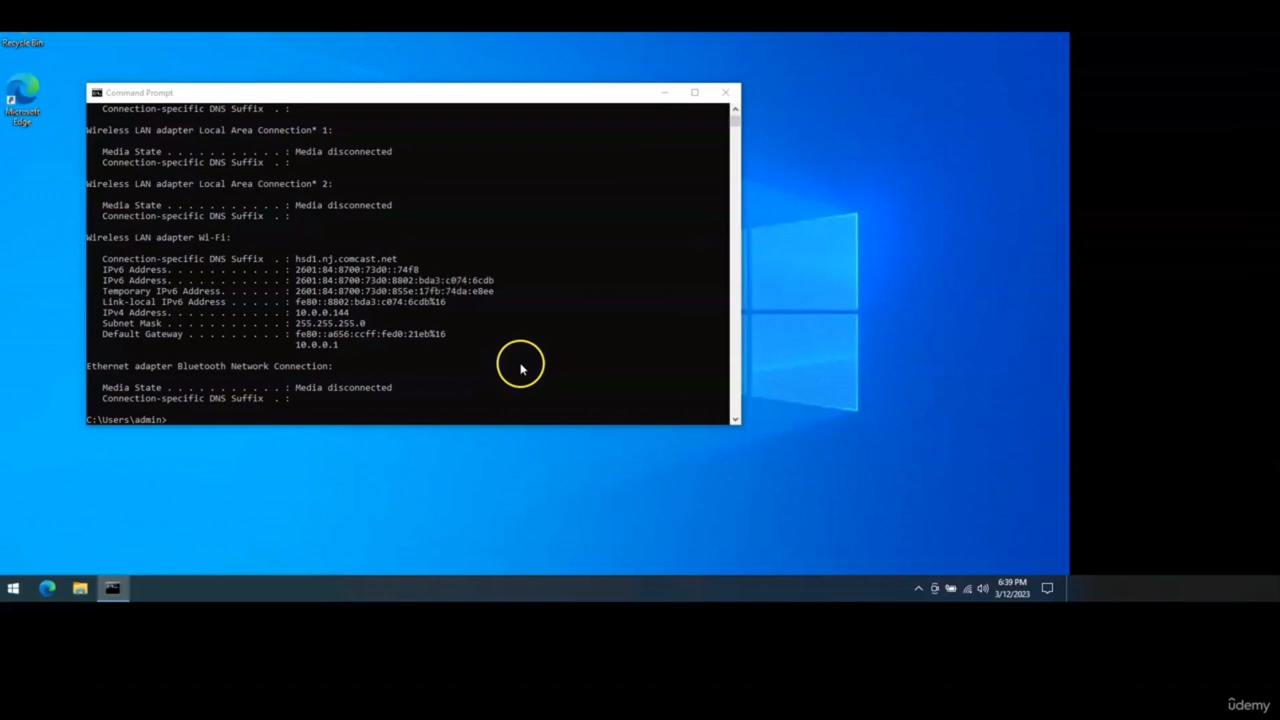 Recycle Bin
Microsoft
Edge
Command Prompt
Connection-specific DNS Suffix . :
Wireless LAN adapter Local Area Connection* 1:
Media State . . . . . . . . . . . : Media disconnected
Connection-specific DNS Suffix . :
Wireless LAN adapter Local Area Connection* 2:
Media State . . . . . . . . . . . : Media disconnected
Connection-specific DNS Suffix . :
Wireless LAN adapter Wi-Fi:
Connection-specific DNS Suffix . : hsd1.nj.comcast.net
IPv6 Address. . . . . . . . . . . : 2601:84:8700:73d0::74f8
IPv6 Address. . . . . . . . . . . : 2601:84:8700:73d0:8802:bda3:c074:6cdb
Temporary IPv6 Address. . . . . . : 2601:84:8700:73d0:855e:17fb:74da:e8ee
Link-local IPv6 Address . . . . . : fe80::8802:bda3:c074:6cdb%16
IPv4 Address. . . . . . . . . . . : 10.0.0.144
Subnet Mask . . . . . . . . . . . : 255.255.255.0
Default Gateway . . . . . . . . . : fe80::a656:ccff:fed0:21eb%16
10.0.0.1
Ethernet adapter Bluetooth Network Connection:
Media State . . . . . . . . . . . : Media disconnected
Connection-specific DNS Suffix . :
C:\Users\admin>
6:39 PM
3/12/2023
ûdemy